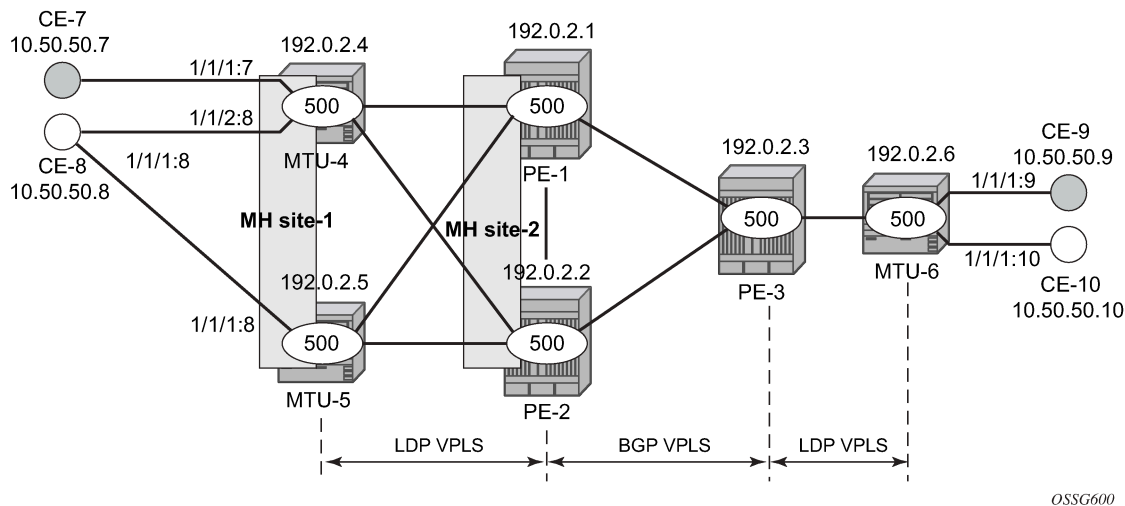 CE-7
10.50.50.7
1/1/1:7
1/1/2:8
CE-8
10.50.50.8
1/1/1:8
192.0.2.4
500
MTU-4
MH site-1
192.0.2.5
1/1/1:8
500
MTU-5
192.0.2.1
500
PE-1
MH site-2
192.0.2.2
500
PE-2
192.0.2.3
500
PE-3
192.0.2.6
500
MTU-6
CE-9
10.50.50.9
1/1/1:9
1/1/1:10
CE-10
10.50.50.10
LDP VPLS
BGP VPLS
LDP VPLS
OSSG600